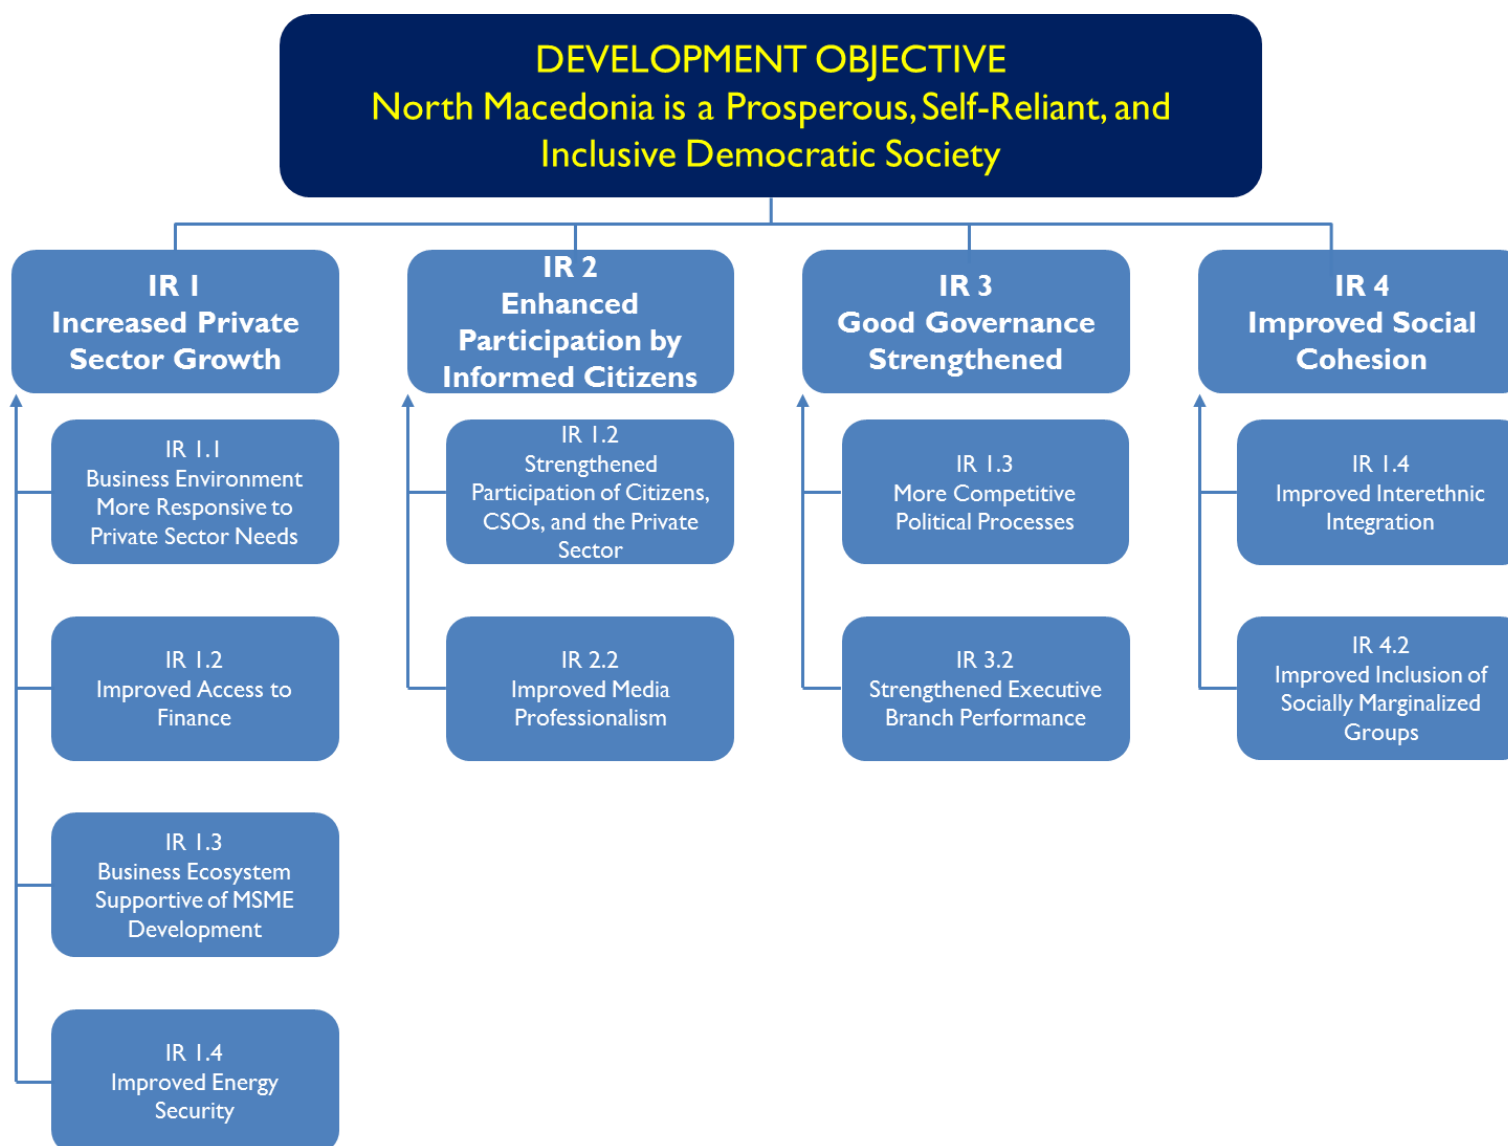 DEVELOPMENT OBJECTIVE
North Macedonia is a Prosperous, Self-Reliant, and
Inclusive Democratic Society
IR 1
Increased Private
Sector Growth
IR 1.1
Business Environment
More Responsive to
Private Sector Needs
IR 1.2
Improved Access to
Finance
IR 1.3
Business Ecosystem
Supportive of MSME
Development
IR 1.4
Improved Energy
Security
IR 2
Enhanced
Participation by
Informed Citizens
IR 1.2
Strengthened
Participation of Citizens,
CSOs, and the Private
Sector
IR 2.2
Improved Media
Professionalism
IR 3
Good Governance
Strengthened
IR 1.3
More Competitive
Political Processes
IR 3.2
Strengthened Executive
Branch Performance
IR 4
Improved Social
Cohesion
IR 1.4
Improved Interethnic
Integration
IR 4.2
Improved Inclusion of
Socially Marginalized
Groups